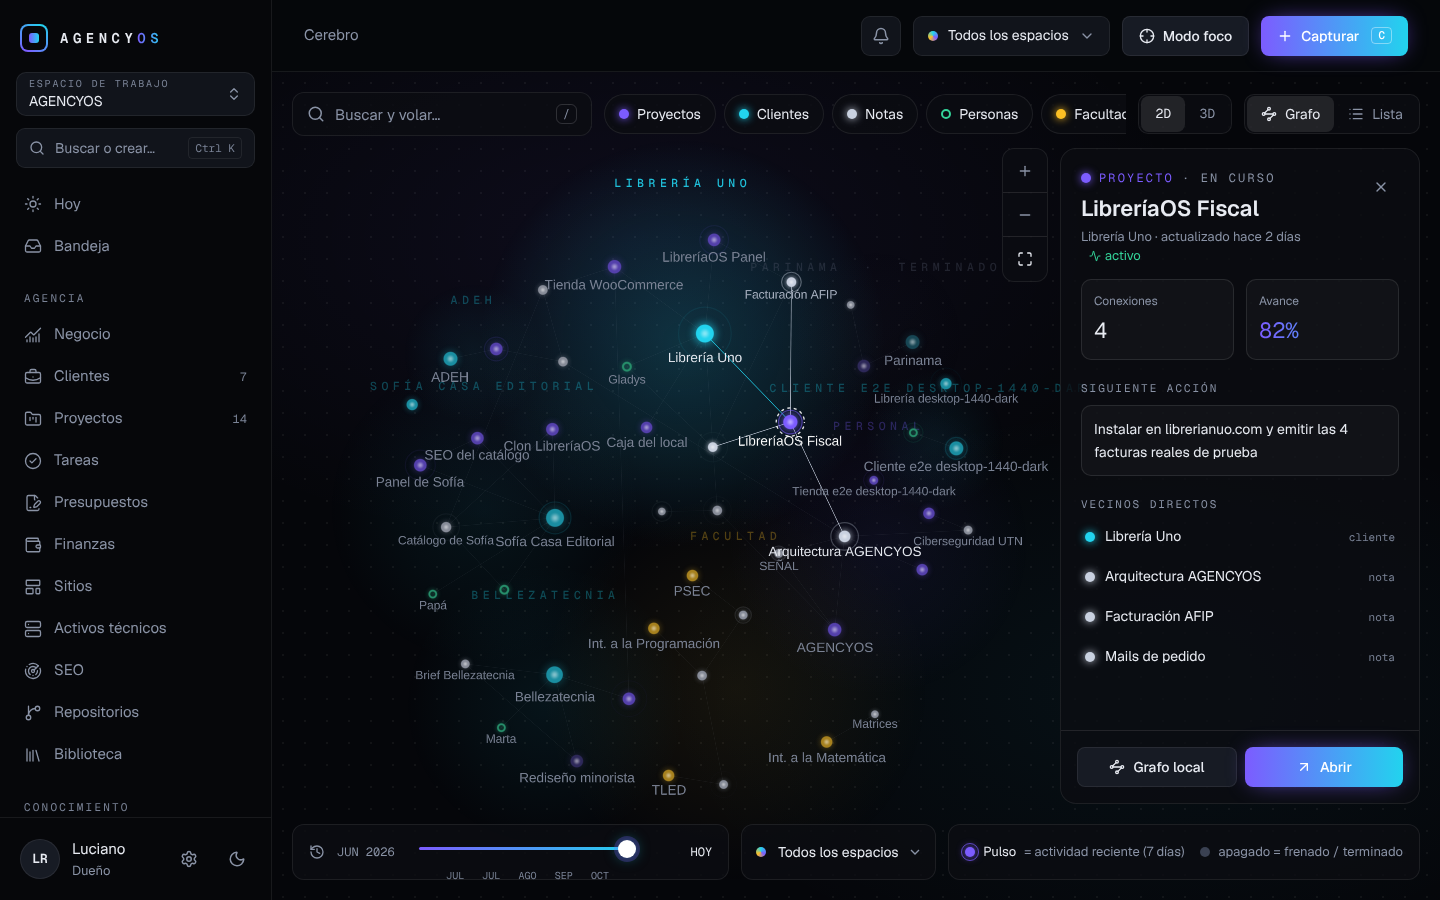 AGENCYOS
ESPACIO DE TRABAJO
AGENCYOS
Buscar o crear...
Ctrl K
Hoy
Bandeja
AGENCIA
Negocio
Clientes
7
Proyectos
14
Tareas
Presupuestos
Finanzas
Sitios
Activos técnicos
SEO
Repositorios
Biblioteca
CONOCIMIENTO
LR
Luciano
Dueño
Cerebro
Todos los espacios
Modo foco
Capturar
C
Buscar y volar...
/
Proyectos
Clientes
Notas
Personas
Facultac
2D
3D
Grafo
Lista
LIBRERÍA UNO
LibreríaOS Panel
PARINAMA
TERMINADO
Tienda WooCommerce
Facturación AFIP
ADEH
Librería Uno
Parinama
ADEH
Gladys
SOFÍA CASA EDITORIAL
CLIENTE E2E DESKTOP-1440-DA
Librería desktop-1440-dark
PERSONAL
LibreríaOS Fiscal
Clon LibreríaOS
Caja del local
SEO del catálogo
Cliente e2e desktop-1440-dark
Panel de Sofía
Tienda e2e desktop-1440-dark
Catálogo de Sofía
Sofía Casa Editorial
FACULTAD
Ciberseguridad UTN
Arquitectura AGENCYOS
SEÑAL
PSEC
BELLEZATECNIA
Papá
Int. a la Programación
AGENCYOS
Brief Bellezatecnia
Bellezatecnia
Marta
Matrices
Int. a la Matemática
Rediseño minorista
TLED
PROYECTO · EN CURSO
LibreríaOS Fiscal
Librería Uno · actualizado hace 2 días
activo
Conexiones
4
Avance
82%
SIGUIENTE ACCIÓN
Instalar en librerianuo.com y emitir las 4
facturas reales de prueba
VECINOS DIRECTOS
Librería Uno
cliente
Arquitectura AGENCYOS
nota
Facturación AFIP
nota
Mails de pedido
nota
Grafo local
Abrir
JUN 2026
HOY
JUL JUL AGO SEP OCT
Todos los espacios
Pulso = actividad reciente (7 días)
apagado = frenado / terminado